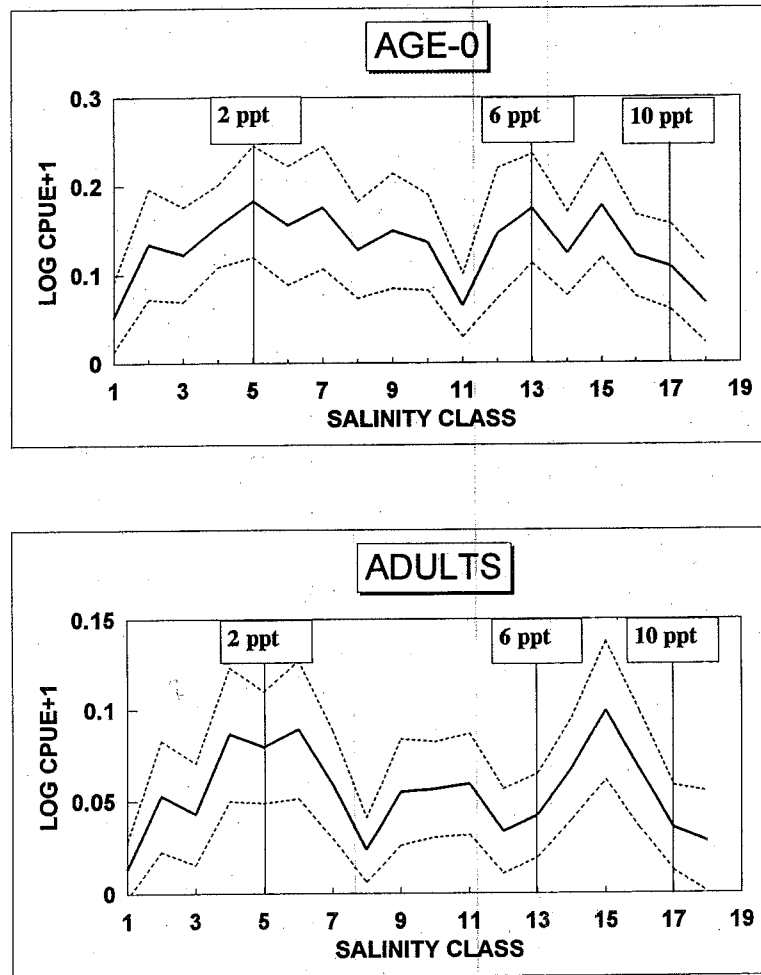 AGE-0
0.3
2 ppt
6 ppt
10 ppt
0.2
LOG CPUE+1
0.1
0
1 3 5 7 9 11 13 15 17 19
SALINITY CLASS
ADULTS
0.15
2 ppt
6 ppt
10 ppt
0.1
LOG CPUE+1
0.05
0
1 3 5 7 9 11 13 15 17 19
SALINITY CLASS